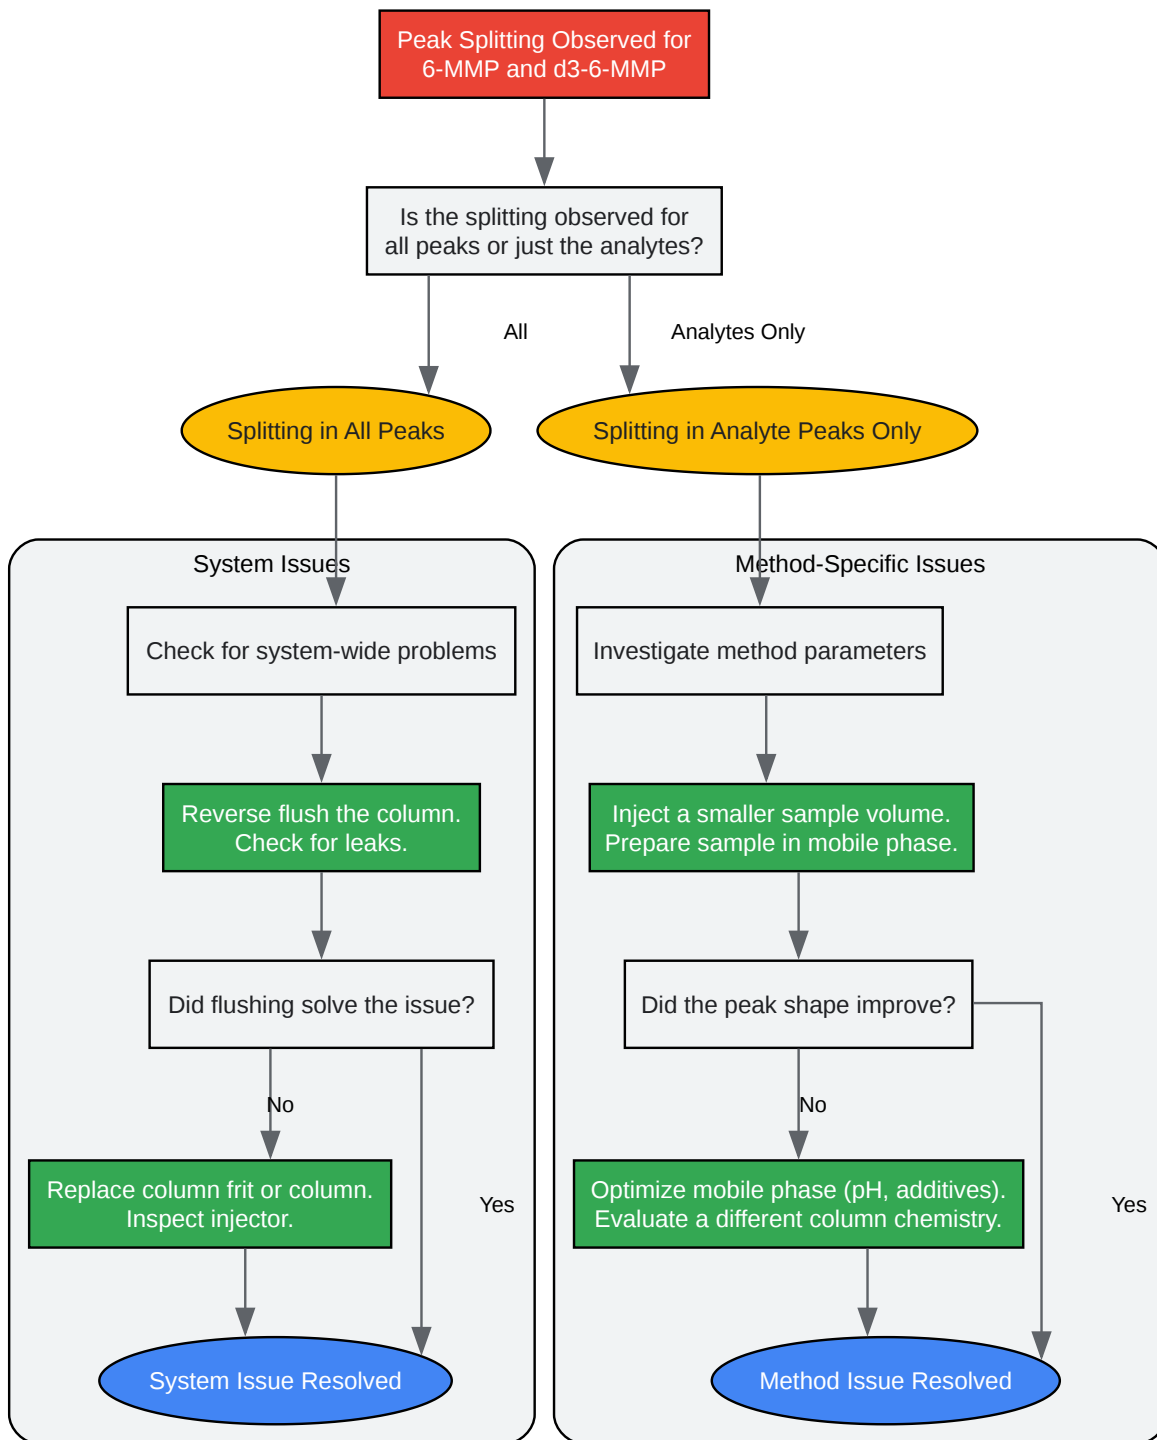 Peak Splitting Observed for
6-MMP and d3-6-MMP
Is the splitting observed for
all peaks or just the analytes?
All
Analytes Only
Splitting in All Peaks
Splitting in Analyte Peaks Only
System Issues
Check for system-wide problems
Reverse flush the column.
Check for leaks.
Did flushing solve the issue?
No
Yes
Replace column frit or column.
Inspect injector.
System Issue Resolved
Method-Specific Issues
Investigate method parameters
Inject a smaller sample volume.
Prepare sample in mobile phase.
Did the peak shape improve?
No
Yes
Optimize mobile phase (pH, additives).
Evaluate a different column chemistry.
Method Issue Resolved